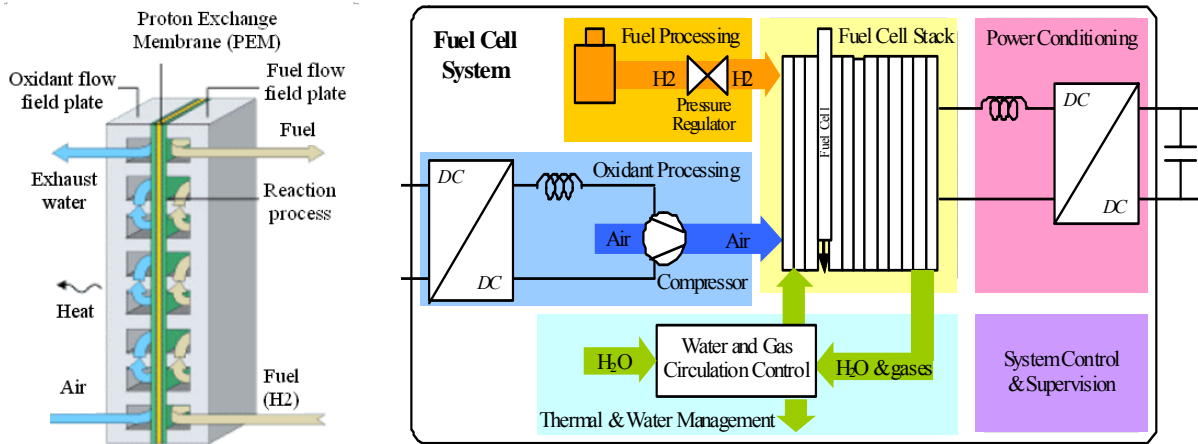 Proton Exchange
Membrane (PEM)
Oxidant flow
field plate
Fuel flow
field plate
Fuel
Exhaust
water
Reaction
process
Heat
Air
Fuel
(H2)
Fuel Cell
System
Fuel Processing
H2
H2
Pressure
Regulator
Fuel Cell Stack
Fuel Cell
Power Conditioning
DC
DC
Oxidant Processing
DC
DC
Air
Air
Compressor
Water and Gas
Circulation Control
H₂O
H₂O & gases
Thermal & Water Management
System Control
& Supervision